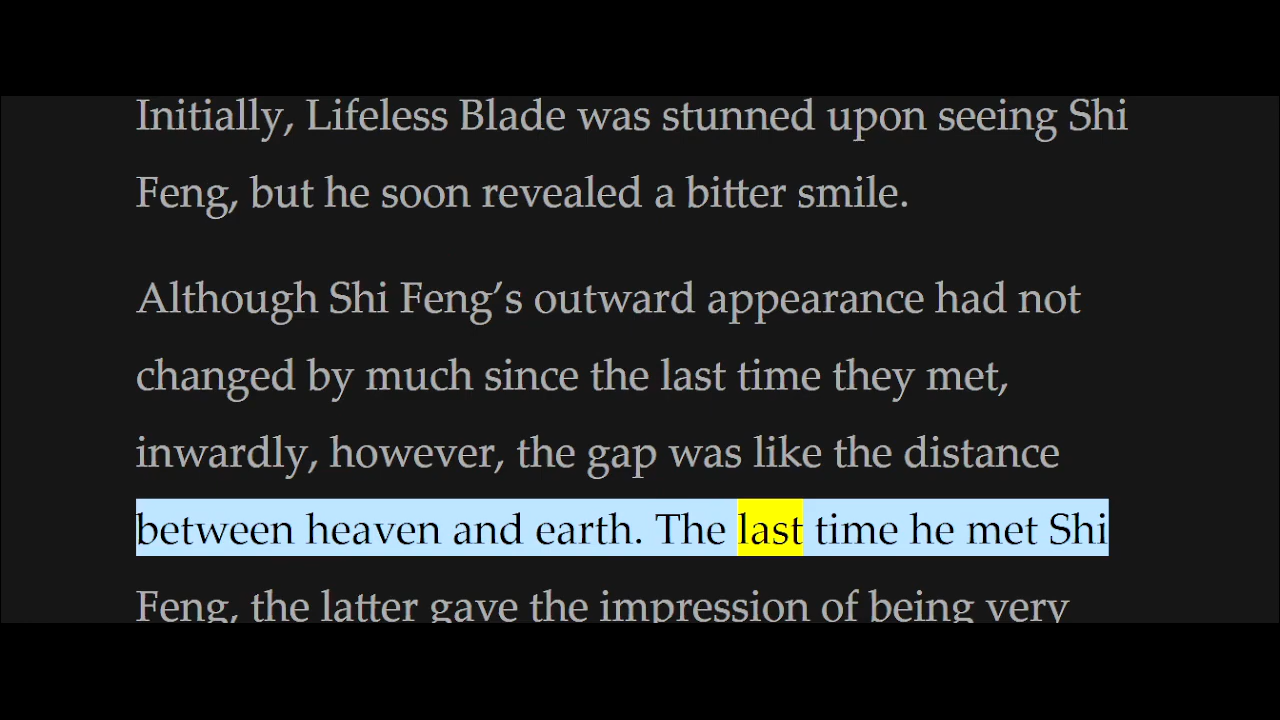 Initially, Lifeless Blade was stunned upon seeing Shi
Feng, but he soon revealed a bitter smile.
Although Shi Feng’s outward appearance had not
changed by much since the last time they met,
inwardly, however, the gap was like the distance
between heaven and earth. The last time he met Shi
Feng, the latter gave the impression of being very